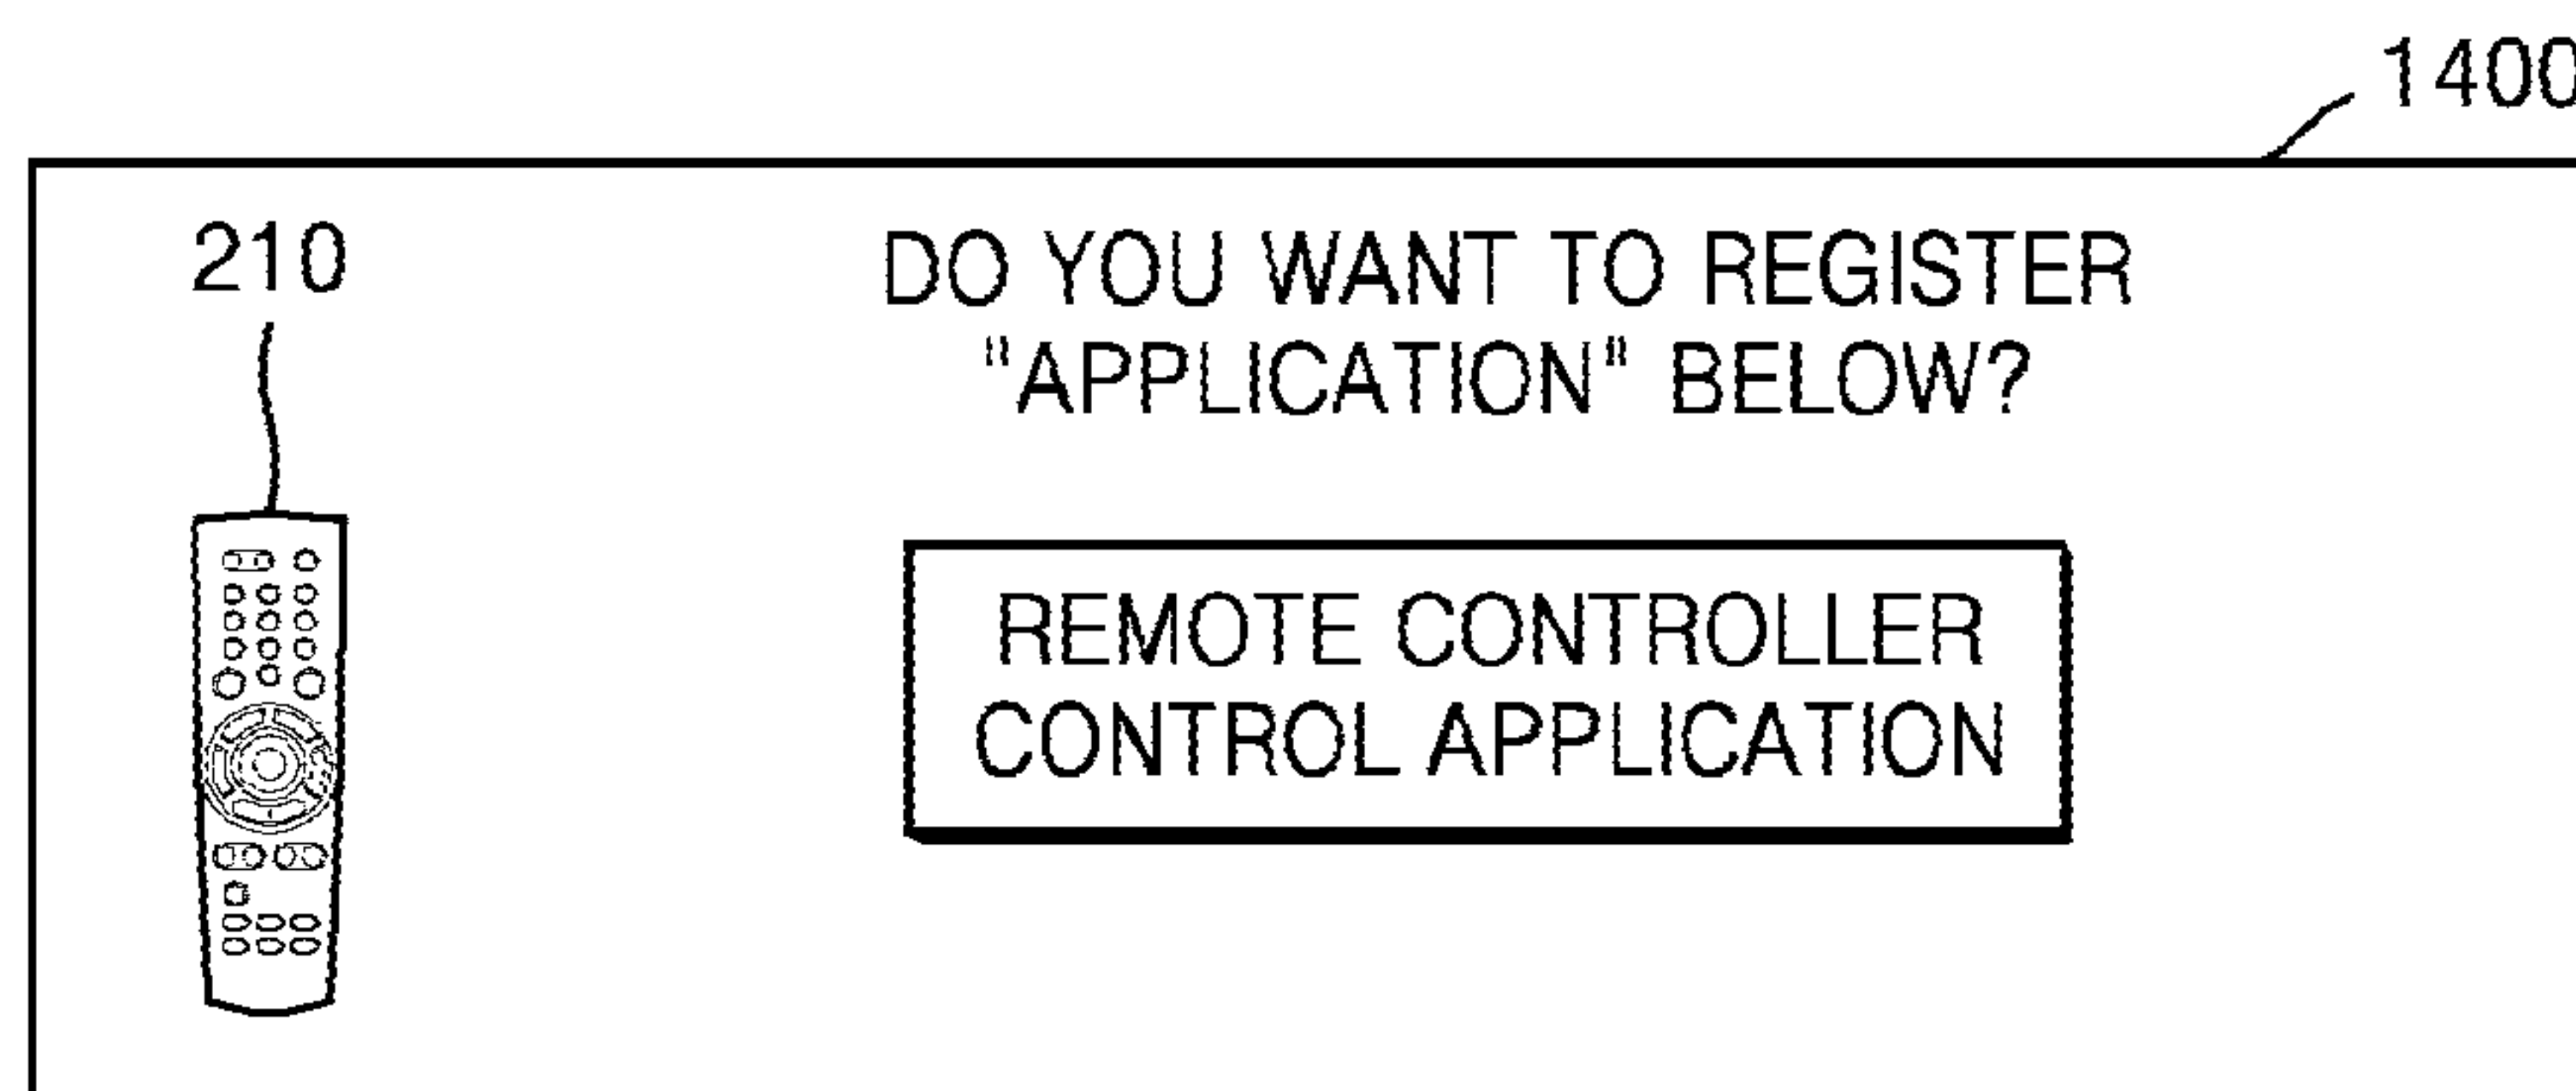 1400
210
DO YOU WANT TO REGISTER
"APPLICATION" BELOW?
REMOTE CONTROLLER
CONTROL APPLICATION